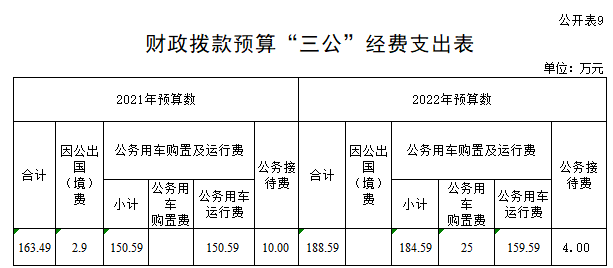 公开表9
财政拨款预算“三公”经费支出表
单位：万元
2021年预算数 2022年预算数
合计 因公出国（境）费 公务用车购置及运行费 公务接待费 合计 因公出国（境）费 公务用车购置及运行费 公务接待费
小计 公务用车购置费 公务用车运行费 小计 公务用车购置费 公务用车运行费
163.49 2.9 150.59 150.59 10.00 188.59 184.59 25 159.59 4.00